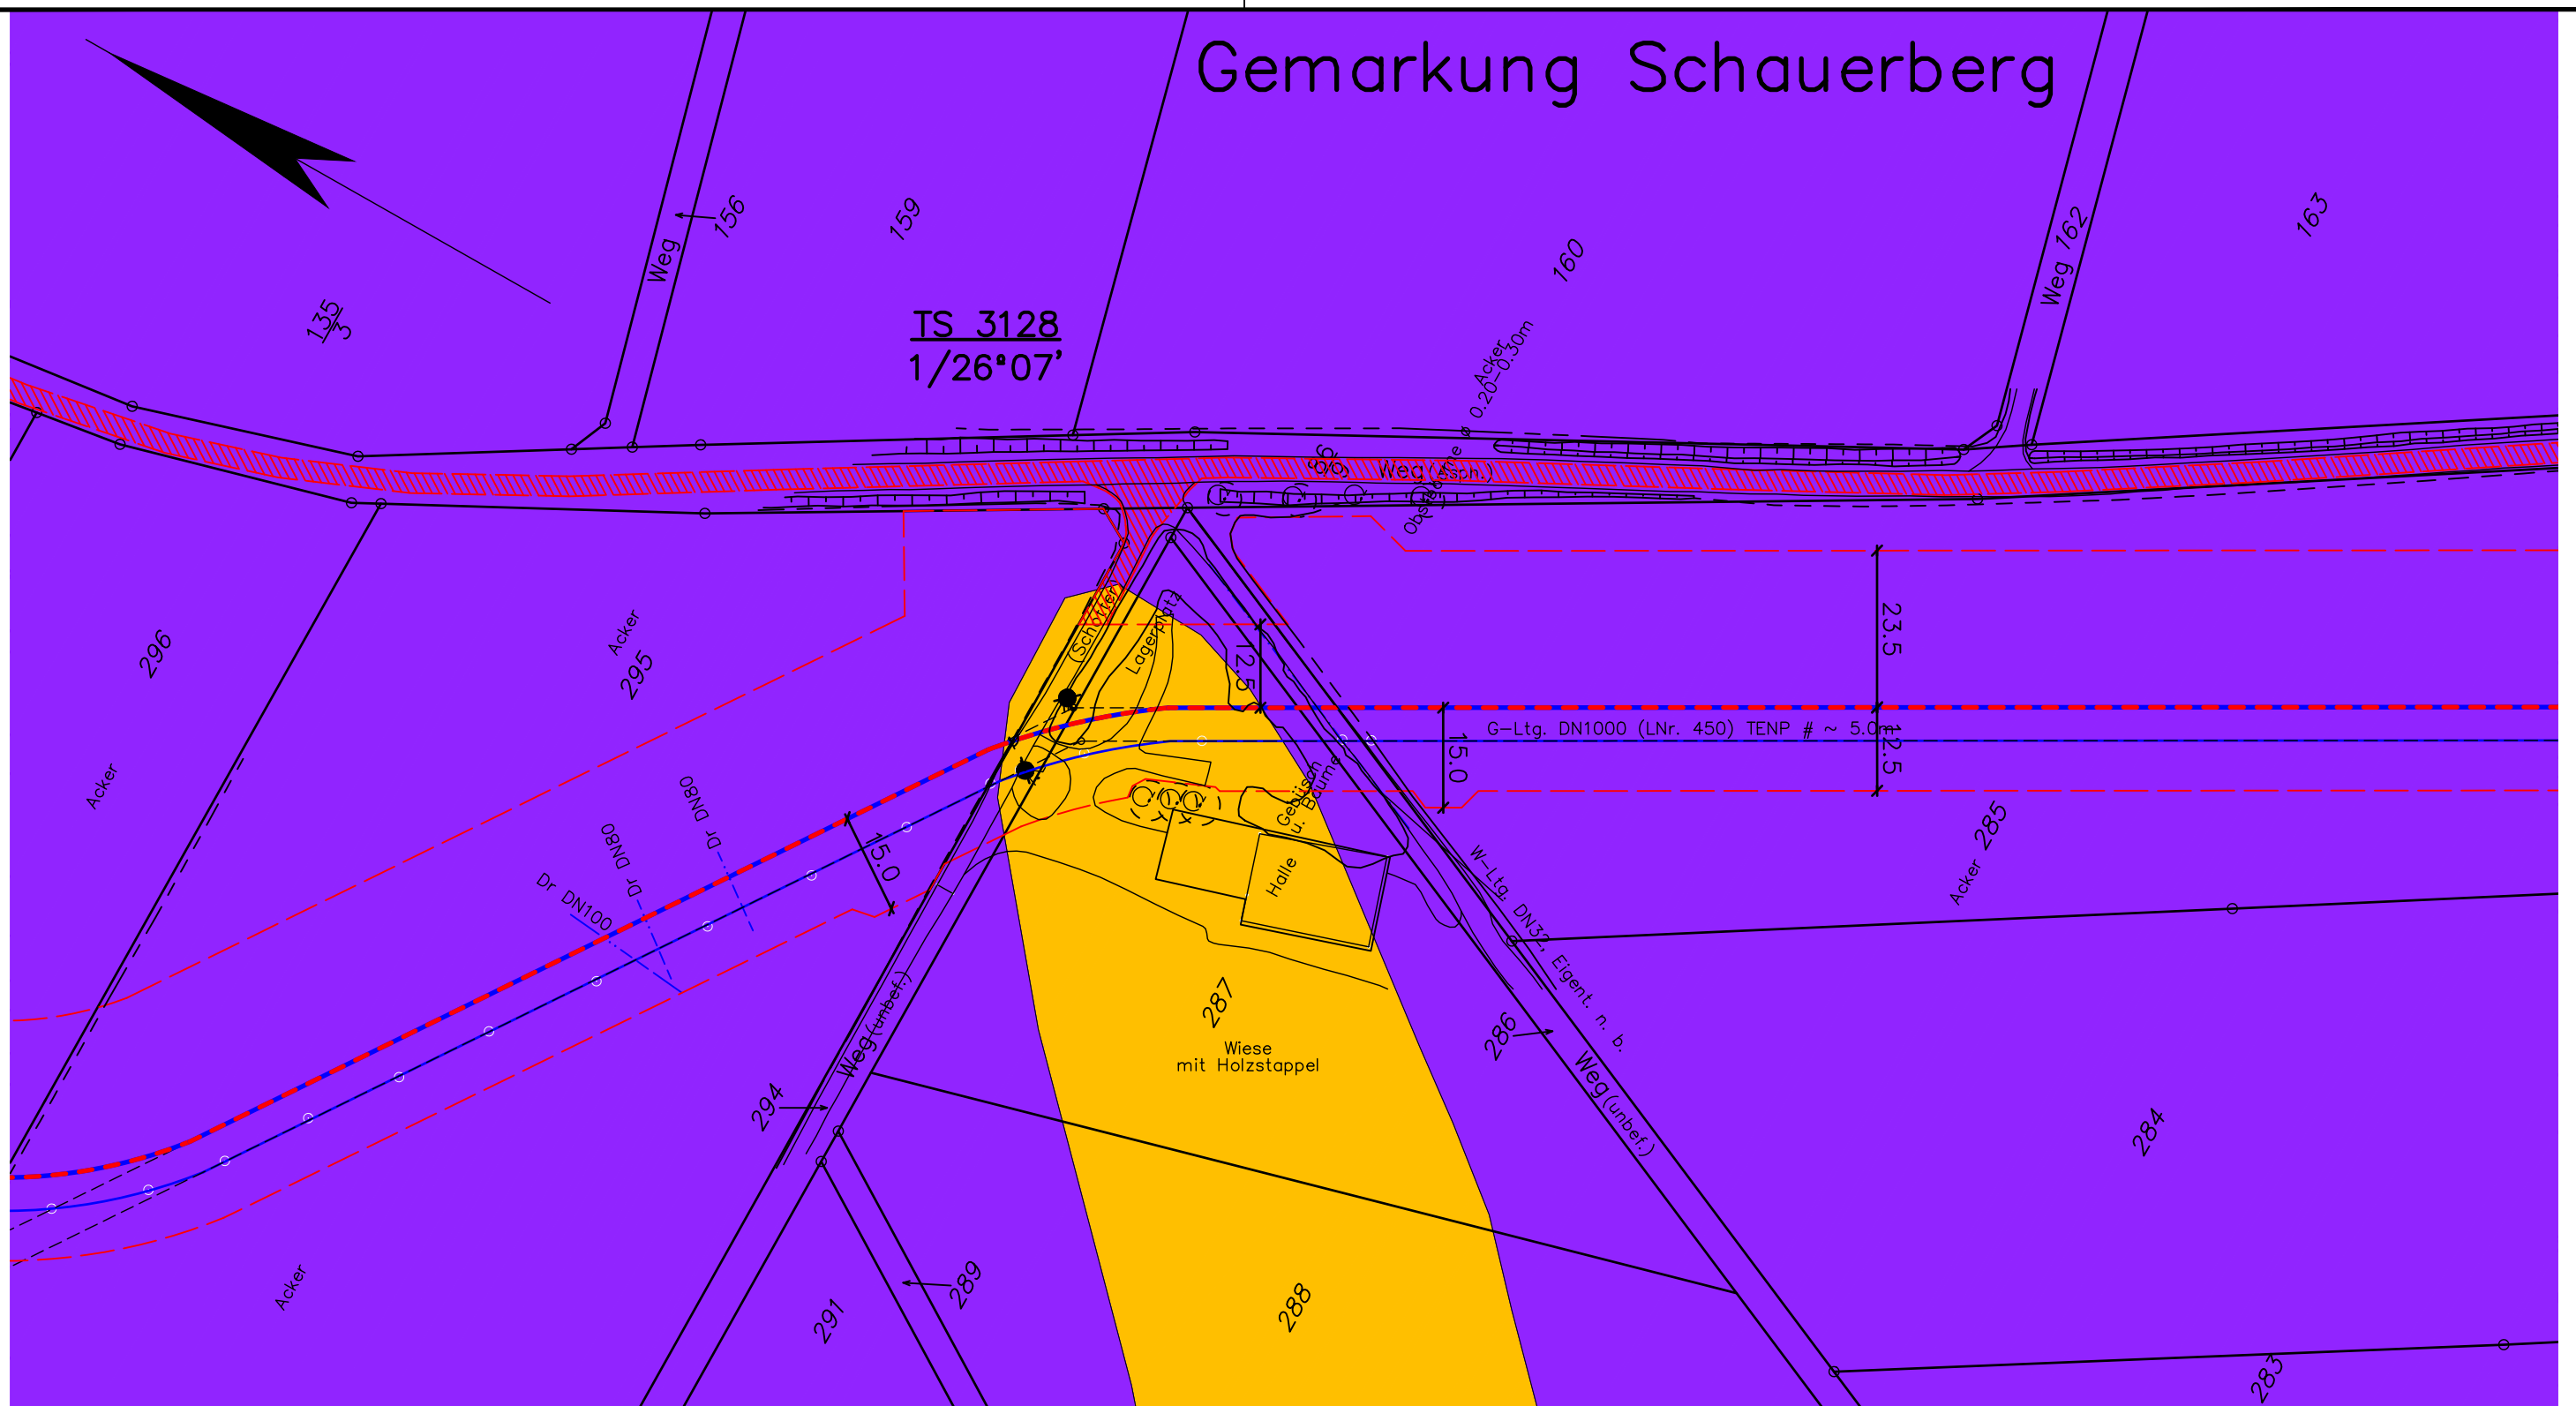 Gemarkung Schauerberg
156
159
163
Weg
Weg 162
160
135
3
TS 3128
1/26°07'
Acker
0.20-0.30m
Obstbäume ø
Weg (Asph.)
296
Acker
295
Acker
Lagerplatz
12.5
23.5
G-Ltg. DN1000 (LNr. 450) TENP # ~ 5.0m
12.5
15.0
15.0
Dr DN80
Dr DN80
Dr DN100
Gebüsch
u. Bäume
Halle
Acker 285
W-Ltg. DN32, Eigent. n. b.
287
Wiese
mit Holzstappel
Weg (unbef.)
286
Weg (unbef.)
294
284
Acker
289
291
288
283